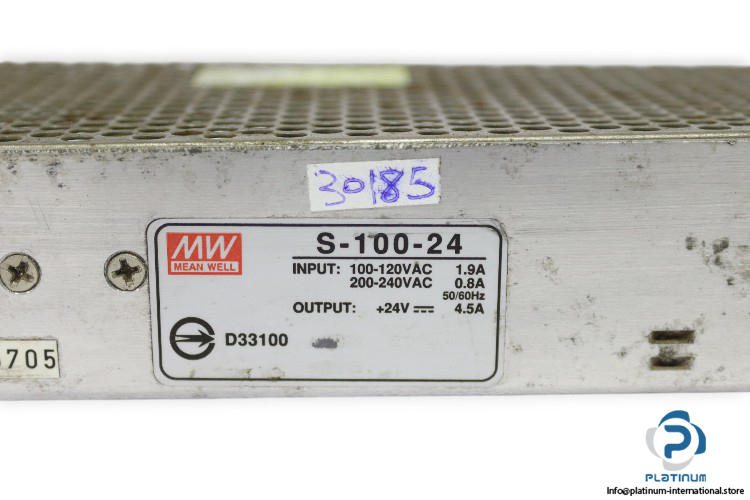 30185
MW
MEAN WELL
S-100-24
INPUT: 100-120VAC 1.9A
200-240VAC 0.8A
50/60Hz
OUTPUT: +24V 4.5A
D33100
705
PLATINUM
Info@platinum-international.store